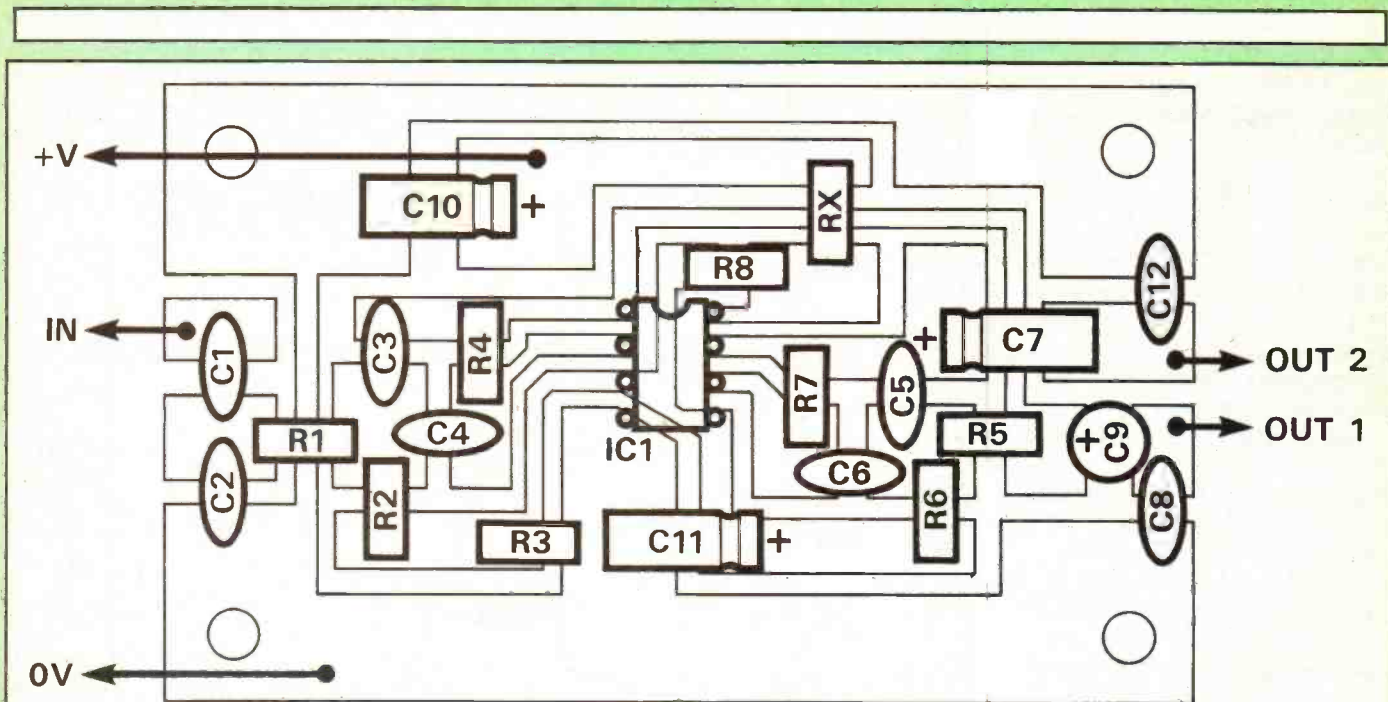 +V
C10 +
RX
R8
C12
IN
C1
C3
R4
+
C7
OUT 2
R7
C5
R1
C4
IC1
R5
+C9
OUT 1
C2
R2
C6
R6
C8
R3
C11 +
0V